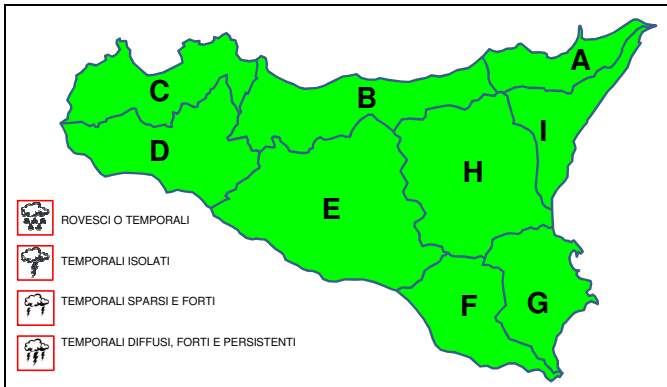 A
C
B
I
D
H
E
ROVESCI O TEMPORALI
TEMPORALI ISOLATI
TEMPORALI SPARSI E FORTI
F
G
TEMPORALI DIFFUSI, FORTI E PERSISTENTI